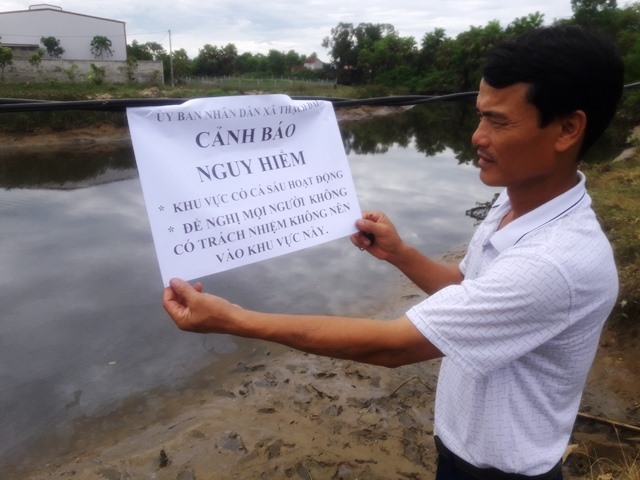 ỦY BAN NHÂN DÂN XÃ THẠCH
CẢNH BÁO
NGUY HIỂM
* KHU VỰC CÓ CÁ SẤU HOẠT ĐỘNG
* ĐỀ NGHỊ MỌI NGƯỜI KHÔNG
CÓ TRÁCH NHIỆM KHÔNG NÊN
VÀO KHU VỰC NÀY.